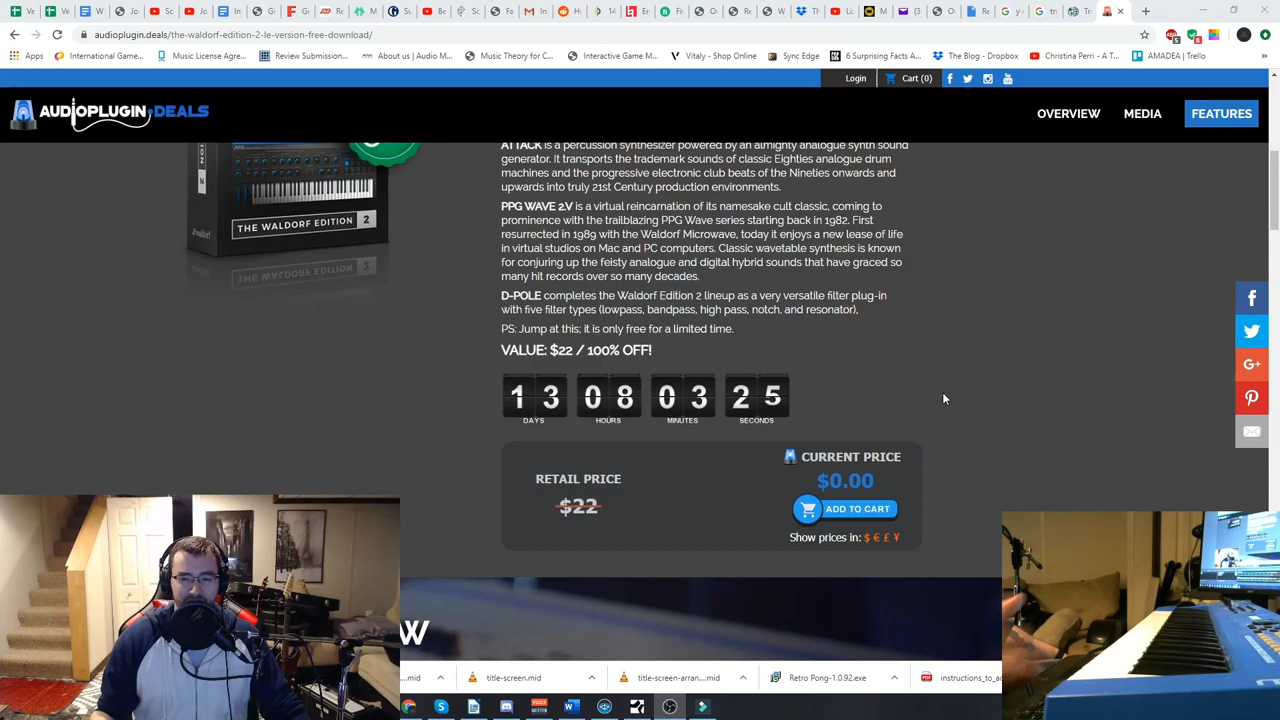 audioplugin.deals/the-waldorf-edition-2-le-version-free-download/
Apps
International Game...
Music License Agre...
Review Submission...
About us | Audio M...
Music Theory for C...
Interactive Game M...
Vitaly - Shop Online
Sync Edge
6 Surprising Facts A...
The Blog - Dropbox
Christina Perri – A T...
AMADEA | Trello
Login
Cart (0)
AUDIOPLUGIN.DEALS
OVERVIEW
MEDIA
FEATURES
ATTACK is a percussion synthesizer powered by an almighty analogue synth sound
generator. It transports the trademark sounds of classic Eighties analogue drum
machines and the progressive electronic club beats of the Nineties onwards and
upwards into truly 21st Century production environments.
PPG WAVE 2.V is a virtual reincarnation of its namesake cult classic, coming to
prominence with the trailblazing PPG Wave series starting back in 1982. First
resurrected in 1989 with the Waldorf Microwave, today it enjoys a new lease of life
in virtual studios on Mac and PC computers. Classic wavetable synthesis is known
for conjuring up the feisty analogue and digital hybrid sounds that have graced so
many hit records over so many decades.
D-POLE completes the Waldorf Edition 2 lineup as a very versatile filter plug-in
with five filter types (lowpass, bandpass, high pass, notch, and resonator),
PS: Jump at this; it is only free for a limited time.
VALUE: $22 / 100% OFF!
THE WALDORF EDITION 2
13 08 03 25
DAYS HOURS MINUTES SECONDS
RETAIL PRICE
$22
CURRENT PRICE
$0.00
ADD TO CART
Show prices in: $ € £ ¥
W
.mid
title-screen.mid
title-screen-arran....mid
Retro Pong-1.0.92.exe
instructions_to_ac